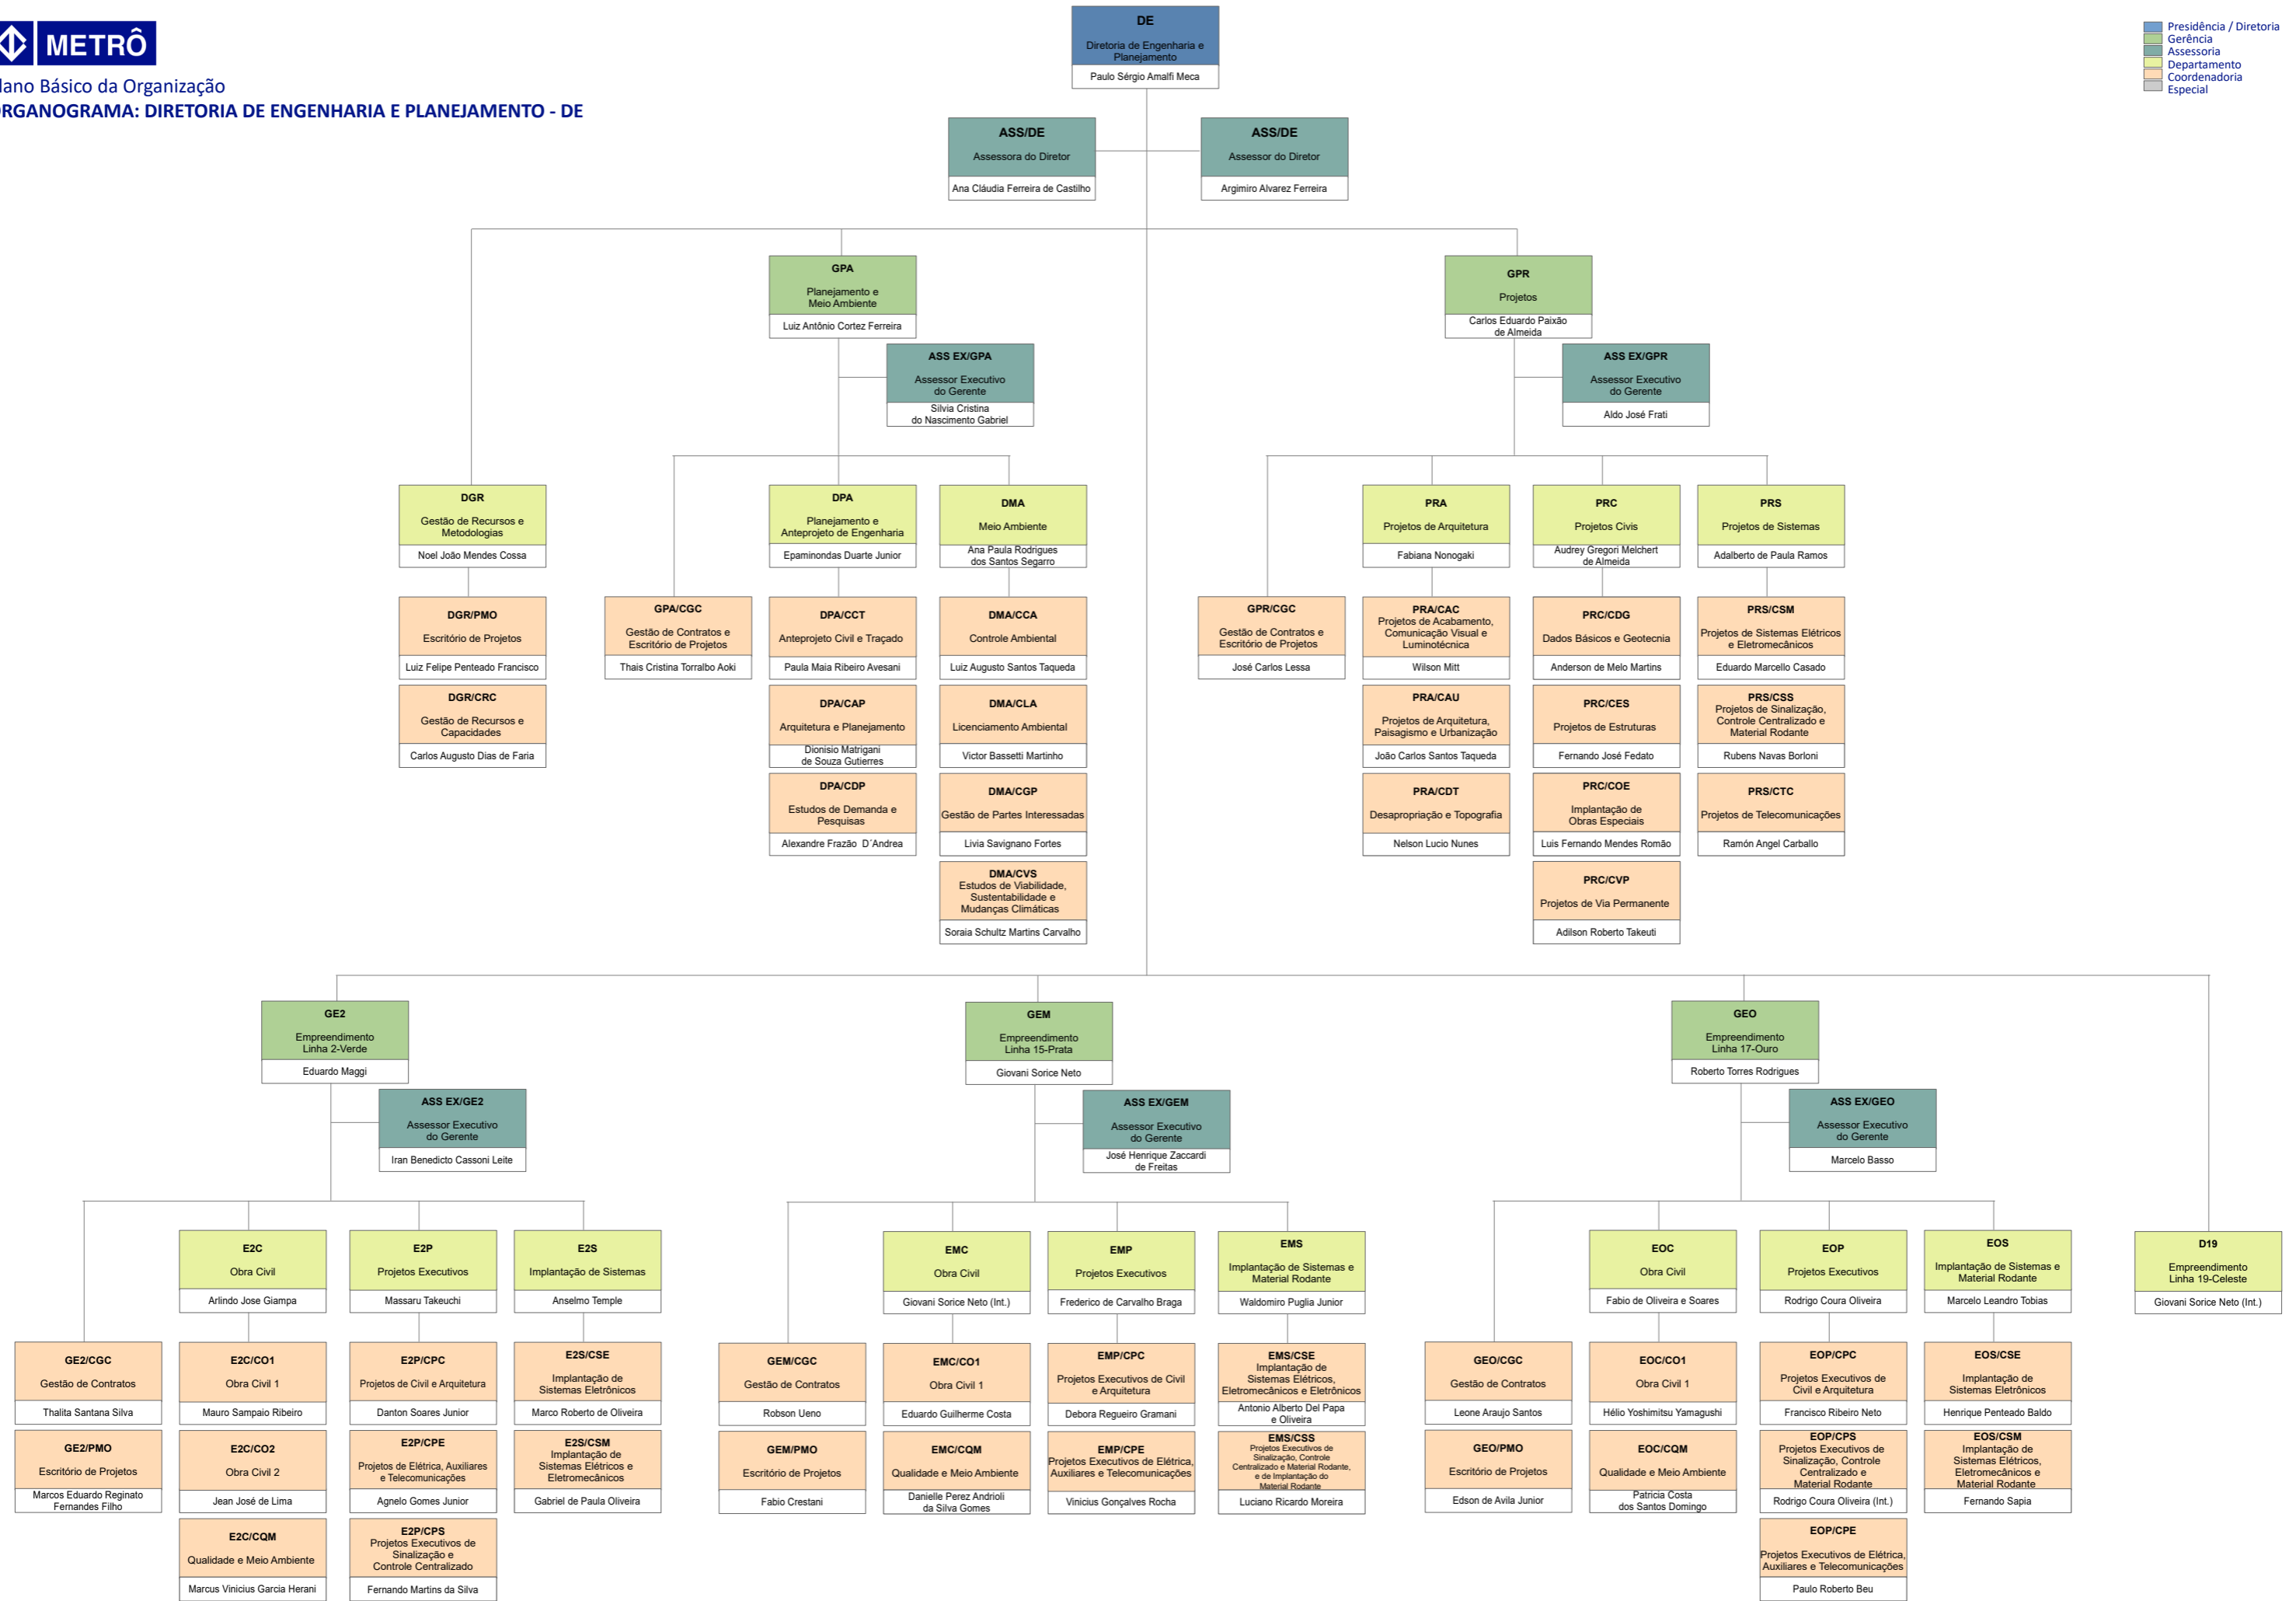 METRÔ
lano Básico da Organização
RGANOGRAMA: DIRETORIA DE ENGENHARIA E PLANEJAMENTO - DE
Presidência / Diretoria
Gerência
Assessoria
Departamento
Coordenadoria
Especial
DE
Diretoria de Engenharia e
Planejamento
Paulo Sérgio Amalfi Meca
ASS/DE
Assessora do Diretor
Ana Cláudia Ferreira de Castilho
ASS/DE
Assessor do Diretor
Argimiro Alvarez Ferreira
GPA
Planejamento e
Meio Ambiente
Luiz Antônio Cortez Ferreira
ASS EX/GPA
Assessor Executivo
do Gerente
Silvia Cristina
do Nascimento Gabriel
GPR
Projetos
Carlos Eduardo Paixão
de Almeida
ASS EX/GPR
Assessor Executivo
do Gerente
Aldo José Frati
DGR
Gestão de Recursos e
Metodologias
Noel João Mendes Cossa
DGR/PMO
Escritório de Projetos
Luiz Felipe Penteado Francisco
DGR/CRC
Gestão de Recursos e
Capacidades
Carlos Augusto Dias de Faria
GPA/CGC
Gestão de Contratos e
Escritório de Projetos
Thais Cristina Torralbo Aoki
DPA
Planejamento e
Anteprojeto de Engenharia
Epaminondas Duarte Junior
DPA/CCT
Anteprojeto Civil e Traçado
Paula Maia Ribeiro Avesani
DPA/CAP
Arquitetura e Planejamento
Dionisio Matrigani
de Souza Gutierres
DPA/CDP
Estudos de Demanda e
Pesquisas
Alexandre Frazão D´Andrea
DMA
Meio Ambiente
Ana Paula Rodrigues
dos Santos Segarro
DMA/CCA
Controle Ambiental
Luiz Augusto Santos Taqueda
DMA/CLA
Licenciamento Ambiental
Victor Bassetti Martinho
DMA/CGP
Gestão de Partes Interessadas
Livia Savignano Fortes
DMA/CVS
Estudos de Viabilidade,
Sustentabilidade e
Mudanças Climáticas
Soraia Schultz Martins Carvalho
GPR/CGC
Gestão de Contratos e
Escritório de Projetos
José Carlos Lessa
PRA
Projetos de Arquitetura
Fabiana Nonogaki
PRA/CAC
Projetos de Acabamento,
Comunicação Visual e
Luminotécnica
Wilson Mitt
PRA/CAU
Projetos de Arquitetura,
Paisagismo e Urbanização
João Carlos Santos Taqueda
PRA/CDT
Desapropriação e Topografia
Nelson Lucio Nunes
PRC
Projetos Civis
Audrey Gregori Melchert
de Almeida
PRC/CDG
Dados Básicos e Geotecnia
Anderson de Melo Martins
PRC/CES
Projetos de Estruturas
Fernando José Fedato
PRC/COE
Implantação de
Obras Especiais
Luis Fernando Mendes Romão
PRC/CVP
Projetos de Via Permanente
Adilson Roberto Takeuti
PRS
Projetos de Sistemas
Adalberto de Paula Ramos
PRS/CSM
Projetos de Sistemas Elétricos
e Eletromecânicos
Eduardo Marcello Casado
PRS/CSS
Projetos de Sinalização,
Controle Centralizado e
Material Rodante
Rubens Navas Borloni
PRS/CTC
Projetos de Telecomunicações
Ramón Angel Carballo
GE2
Empreendimento
Linha 2-Verde
Eduardo Maggi
ASS EX/GE2
Assessor Executivo
do Gerente
Iran Benedicto Cassoni Leite
GE2/CGC
Gestão de Contratos
Thalita Santana Silva
GE2/PMO
Escritório de Projetos
Marcos Eduardo Reginato
Fernandes Filho
E2C
Obra Civil
Arlindo Jose Giampa
E2C/CO1
Obra Civil 1
Mauro Sampaio Ribeiro
E2C/CO2
Obra Civil 2
Jean José de Lima
E2C/CQM
Qualidade e Meio Ambiente
Marcus Vinicius Garcia Herani
E2P
Projetos Executivos
Massaru Takeuchi
E2P/CPC
Projetos de Civil e Arquitetura
Danton Soares Junior
E2P/CPE
Projetos de Elétrica, Auxiliares
e Telecomunicações
Agnelo Gomes Junior
E2P/CPS
Projetos Executivos de
Sinalização e
Controle Centralizado
Fernando Martins da Silva
E2S
Implantação de Sistemas
Anselmo Temple
E2S/CSE
Implantação de
Sistemas Eletrônicos
Marco Roberto de Oliveira
E2S/CSM
Implantação de
Sistemas Elétricos e
Eletromecânicos
Gabriel de Paula Oliveira
GEM
Empreendimento
Linha 15-Prata
Giovani Sorice Neto
ASS EX/GEM
Assessor Executivo
do Gerente
José Henrique Zaccardi
de Freitas
GEM/CGC
Gestão de Contratos
Robson Ueno
GEM/PMO
Escritório de Projetos
Fabio Crestani
EMC
Obra Civil
Giovani Sorice Neto (Int.)
EMC/CO1
Obra Civil 1
Eduardo Guilherme Costa
EMC/CQM
Qualidade e Meio Ambiente
Danielle Perez Andrioli
da Silva Gomes
EMP
Projetos Executivos
Frederico de Carvalho Braga
EMP/CPC
Projetos Executivos de Civil
e Arquitetura
Debora Regueiro Gramani
EMP/CPE
Projetos Executivos de Elétrica,
Auxiliares e Telecomunicações
Vinicius Gonçalves Rocha
EMS
Implantação de Sistemas e
Material Rodante
Waldomiro Puglia Junior
EMS/CSE
Implantação de
Sistemas Elétricos,
Eletromecânicos e Eletrônicos
Antonio Alberto Del Papa
e Oliveira
EMS/CSS
Projetos Executivos de
Sinalização, Controle
Centralizado e Material Rodante,
e de Implantação do
Material Rodante
Luciano Ricardo Moreira
GEO
Empreendimento
Linha 17-Ouro
Roberto Torres Rodrigues
ASS EX/GEO
Assessor Executivo
do Gerente
Marcelo Basso
GEO/CGC
Gestão de Contratos
Leone Araujo Santos
GEO/PMO
Escritório de Projetos
Edson de Avila Junior
EOC
Obra Civil
Fabio de Oliveira e Soares
EOC/CO1
Obra Civil 1
Hélio Yoshimitsu Yamagushi
EOC/CQM
Qualidade e Meio Ambiente
Patricia Costa
dos Santos Domingo
EOP
Projetos Executivos
Rodrigo Coura Oliveira
EOP/CPC
Projetos Executivos de
Civil e Arquitetura
Francisco Ribeiro Neto
EOP/CPS
Projetos Executivos de
Sinalização, Controle
Centralizado e
Material Rodante
Rodrigo Coura Oliveira (Int.)
EOP/CPE
Projetos Executivos de Elétrica,
Auxiliares e Telecomunicações
Paulo Roberto Beu
EOS
Implantação de Sistemas e
Material Rodante
Marcelo Leandro Tobias
EOS/CSE
Implantação de
Sistemas Eletrônicos
Henrique Penteado Baldo
EOS/CSM
Implantação de
Sistemas Elétricos,
Eletromecânicos e
Material Rodante
Fernando Sapia
D19
Empreendimento
Linha 19-Celeste
Giovani Sorice Neto (Int.)